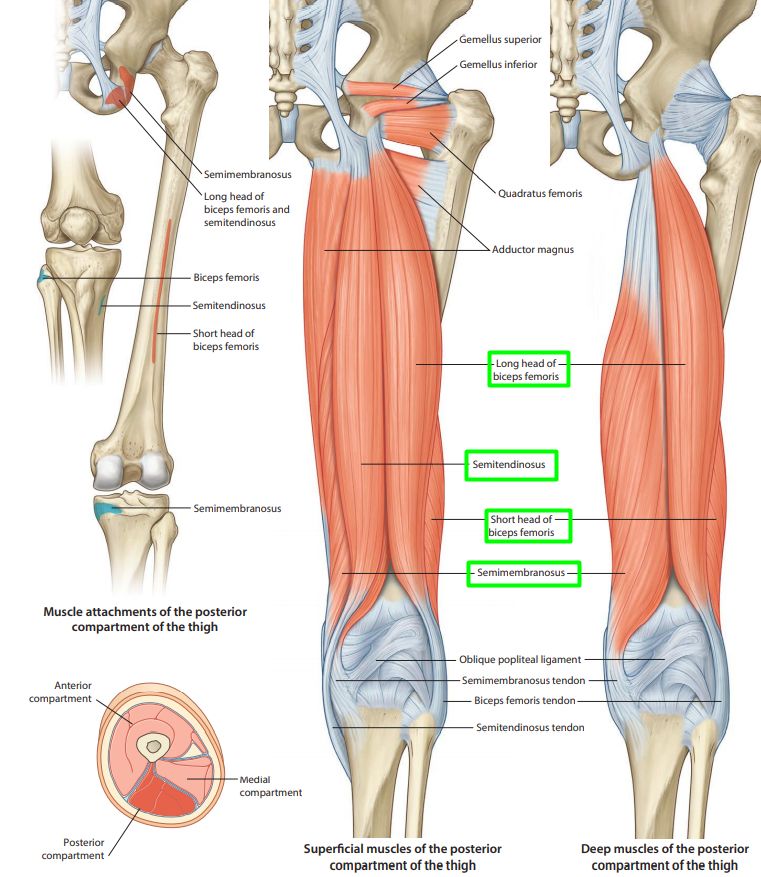 Semimembranosus
Long head of
biceps femoris and
semitendinosus
Biceps femoris
Semitendinosus
Short head of
biceps femoris
Semimembranosus
Muscle attachments of the posterior
compartment of the thigh
Anterior
compartment
Medial
compartment
Posterior
compartment
Gemellus superior
Gemellus inferior
Quadratus femoris
Adductor magnus
Long head of
biceps femoris
Semitendinosus
Short head of
biceps femoris
Semimembranosus
Oblique popliteal ligament
Semimembranosus tendon
Biceps femoris tendon
Semitendinosus tendon
Superficial muscles of the posterior
compartment of the thigh
Deep muscles of the posterior
compartment of the thigh